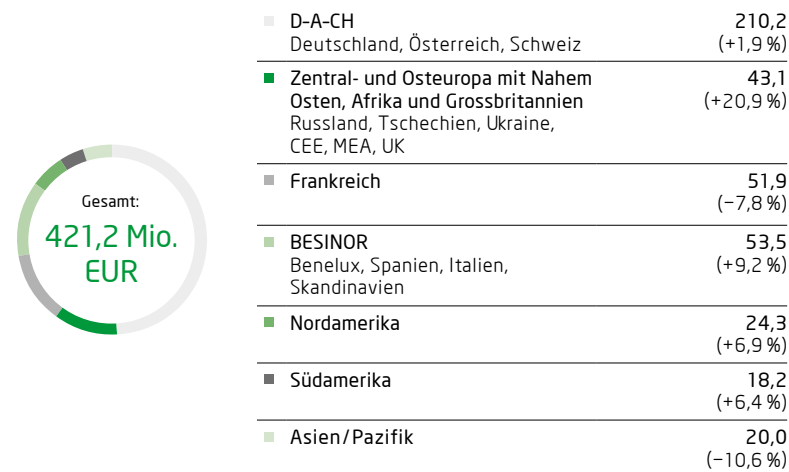 Gesamt:
421,2 Mio.
EUR
D-A-CH 210,2
Deutschland, Österreich, Schweiz (+1,9 %)
Zentral- und Osteuropa mit Nahem 43,1
Osten, Afrika und Grossbritannien (+20,9 %)
Russland, Tschechien, Ukraine,
CEE, MEA, UK
Frankreich 51,9
(−7,8 %)
BESINOR 53,5
Benelux, Spanien, Italien, (+9,2 %)
Skandinavien
Nordamerika 24,3
(+6,9 %)
Südamerika 18,2
(+6,4 %)
Asien/Pazifik 20,0
(−10,6 %)